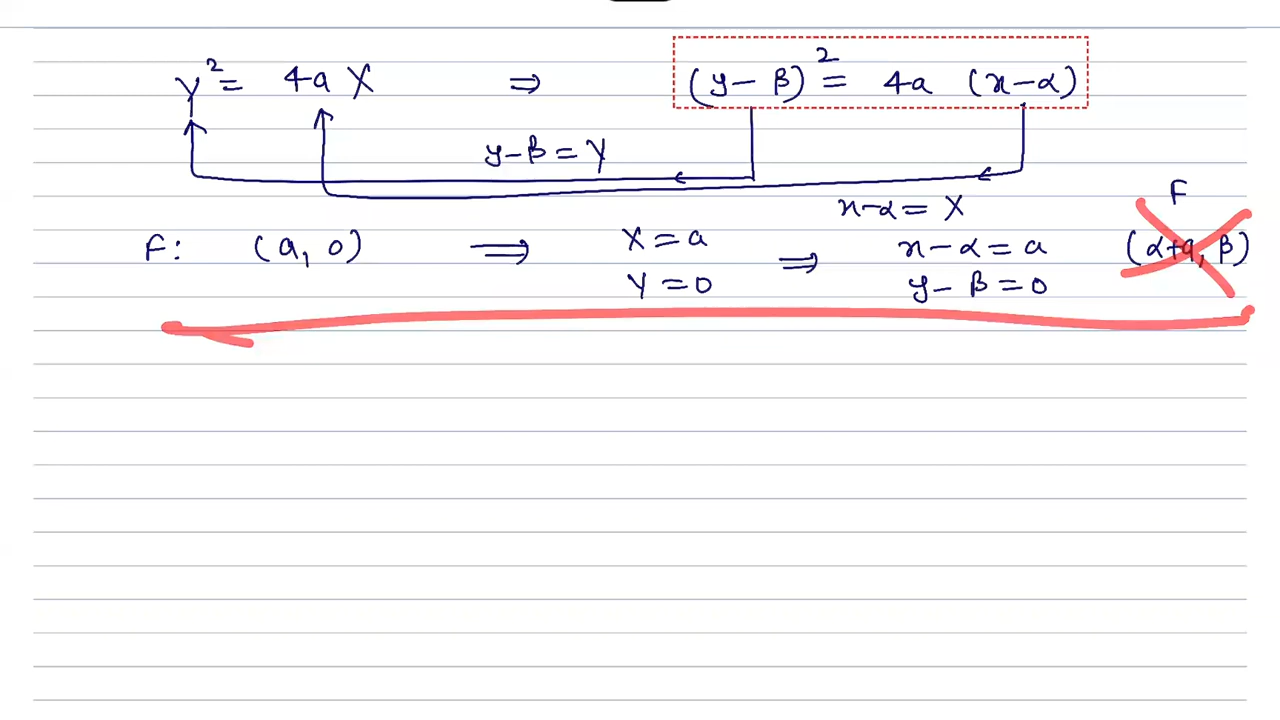 Y² = 4a X ⇒ (y − β)² = 4a (x − α)
y − β = Y
x − α = X
F
F: (a, 0) ⟹ X = a ⟹ x − α = a (α+a, β)
Y = 0 y − β = 0